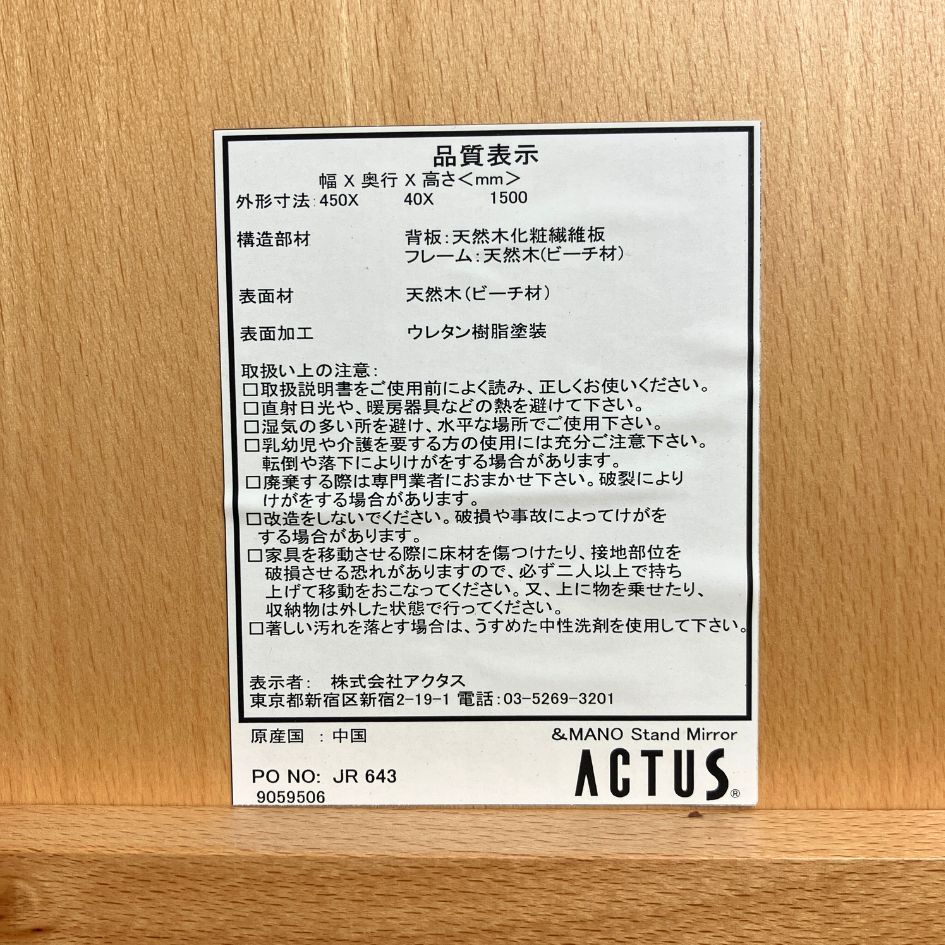 品質表示
幅 X 奥行 X 高さ<mm>
外形寸法:450X 40X 1500
構造部材 背板:天然木化粧繊維板
フレーム:天然木(ビーチ材)
表面材 天然木(ビーチ材)
表面加工 ウレタン樹脂塗装
取扱い上の注意:
□取扱説明書をご使用前によく読み、正しくお使いください。
□直射日光や、暖房器具などの熱を避けて下さい。
□湿気の多い所を避け、水平な場所でご使用下さい。
□乳幼児や介護を要する方の使用には充分ご注意下さい。
転倒や落下によりけがをする場合があります。
□廃棄する際は専門業者におまかせ下さい。破裂により
けがをする場合があります。
□改造をしないでください。破損や事故によってけがを
する場合があります。
□家具を移動させる際に床材を傷つけたり、接地部位を
破損させる恐れがありますので、必ず二人以上で持ち
上げて移動をおこなってください。又、上に物を乗せたり、
収納物は外した状態で行ってください。
□著しい汚れを落とす場合は、うすめた中性洗剤を使用して下さい。
表示者: 株式会社アクタス
東京都新宿区新宿2-19-1 電話:03-5269-3201
原産国 :中国 &MANO Stand Mirror
ACTUS®
PO NO: JR 643
9059506